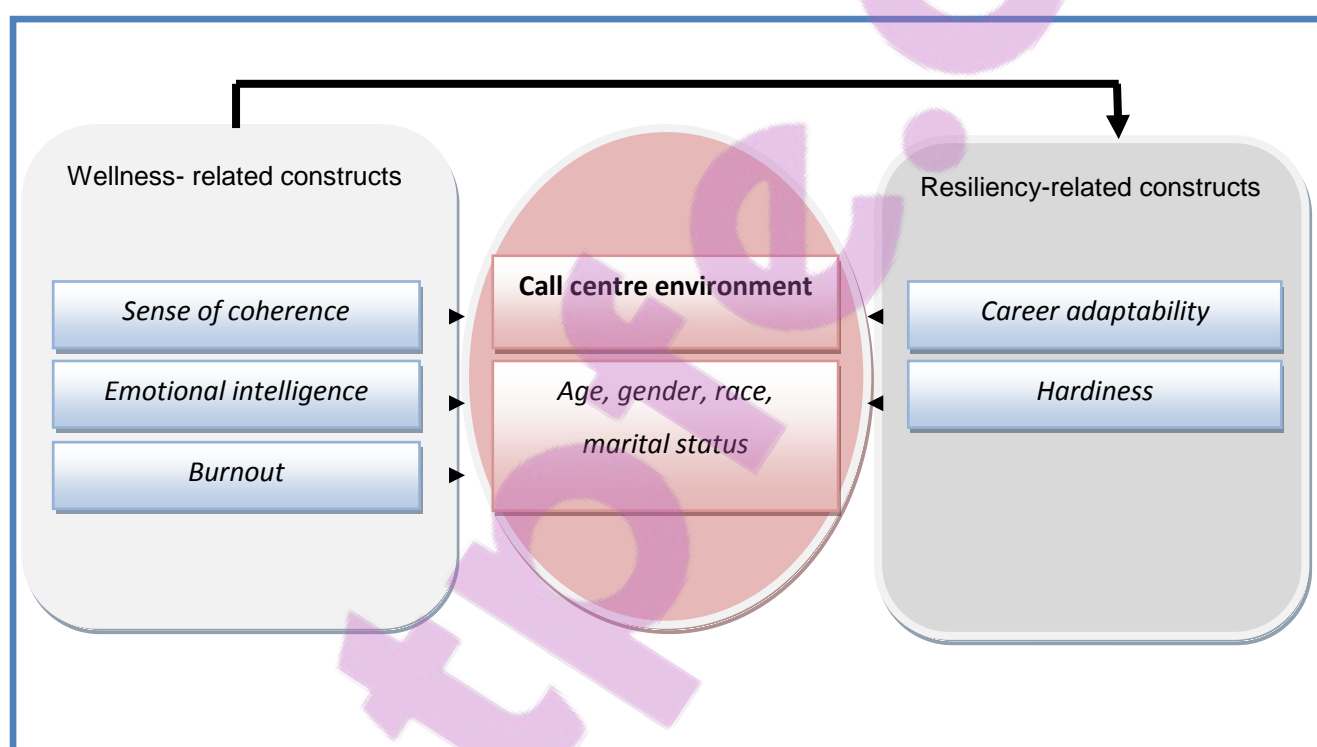 Wellness- related constructs
Resiliency-related constructs
Sense of coherence
Emotional intelligence
Burnout
Call centre environment
Age, gender, race,
marital status
Career adaptability
Hardiness